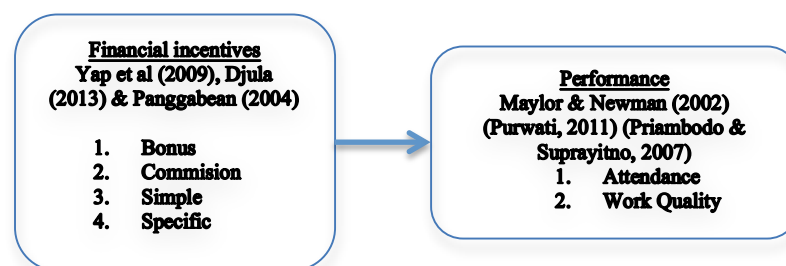 Financial incentives
Yap et al (2009), Djula
(2013) & Panggabean (2004)
1. Bonus
2. Commision
3. Simple
4. Specific
Performance
Maylor & Newman (2002)
(Purwati, 2011) (Priambodo &
Suprayitno, 2007)
1. Attendance
2. Work Quality